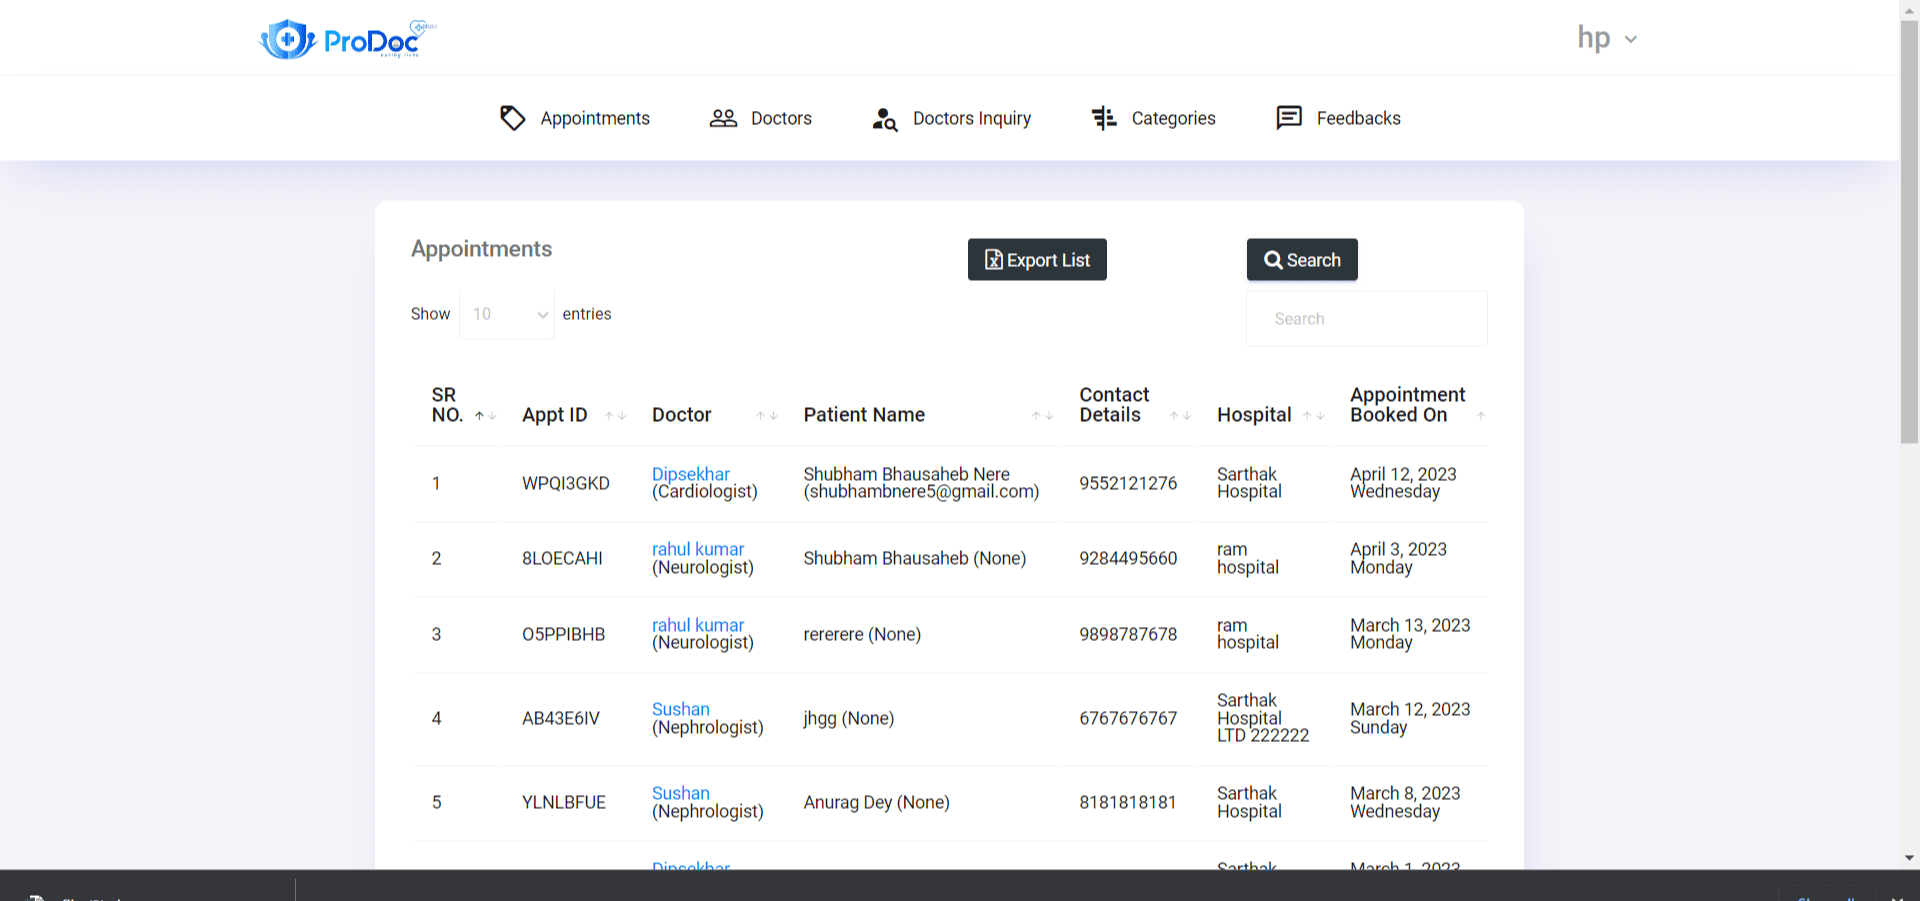 ProDoc
hp
Appointments
Doctors
Doctors Inquiry
Categories
Feedbacks
Appointments
Export List
Search
Show 10 entries
Search
SR NO.
Appt ID
Doctor
Patient Name
Contact Details
Hospital
Appointment Booked On
1
WPQI3GKD
Dipsekhar
(Cardiologist)
Shubham Bhausaheb Nere
(shubhambnere5@gmail.com)
9552121276
Sarthak
Hospital
April 12, 2023
Wednesday
2
8LOECAHI
rahul kumar
(Neurologist)
Shubham Bhausaheb (None)
9284495660
ram
hospital
April 3, 2023
Monday
3
O5PPIBHB
rahul kumar
(Neurologist)
rererere (None)
9898787678
ram
hospital
March 13, 2023
Monday
4
AB43E6IV
Sushan
(Nephrologist)
jhgg (None)
6767676767
Sarthak
Hospital
LTD 222222
March 12, 2023
Sunday
5
YLNLBFUE
Sushan
(Nephrologist)
Anurag Dey (None)
8181818181
Sarthak
Hospital
March 8, 2023
Wednesday
Dipsekhar
Sarthak
March 1, 2023